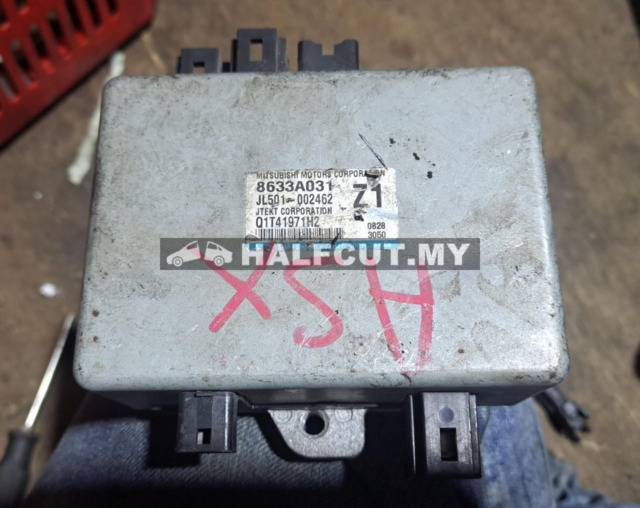 MITSUBISHI MOTORS CORPORATION
8633A031 Z1
JL501-002462
JTEKT CORPORATION
Q1T41971H2
0828
3050
HALFCUT.MY
ASX